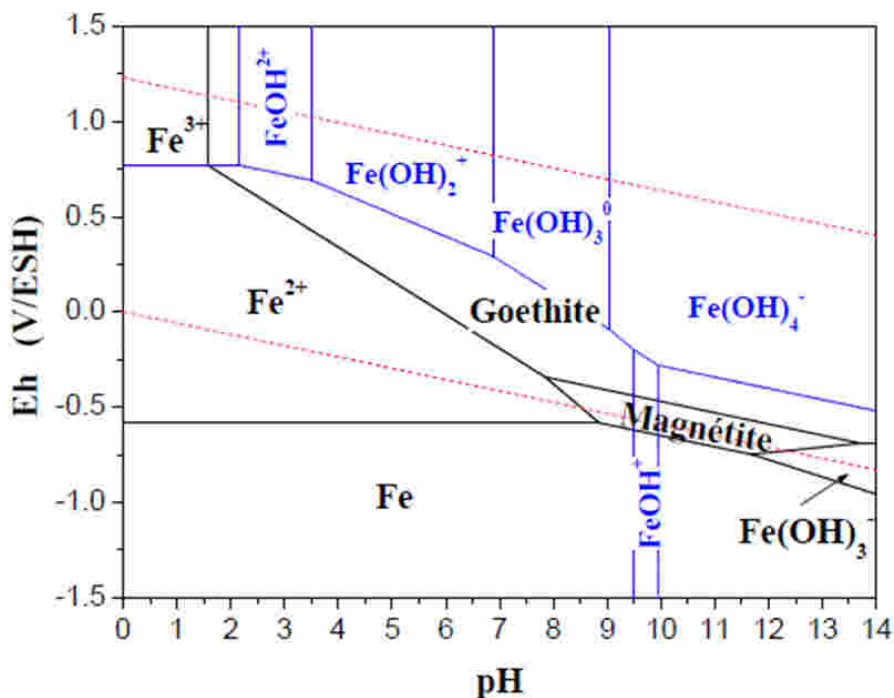 1.5
1.0
0.5
0.0
-0.5
-1.0
-1.5
Eh (V/ESH)
Fe³⁺
FeOH²⁺
Fe(OH)₂⁺
Fe(OH)₃⁰
Fe(OH)₄⁻
Fe²⁺
Goethite
Magnétite
Fe
FeOH⁺
Fe(OH)₃⁻
0 1 2 3 4 5 6 7 8 9 10 11 12 13 14
pH